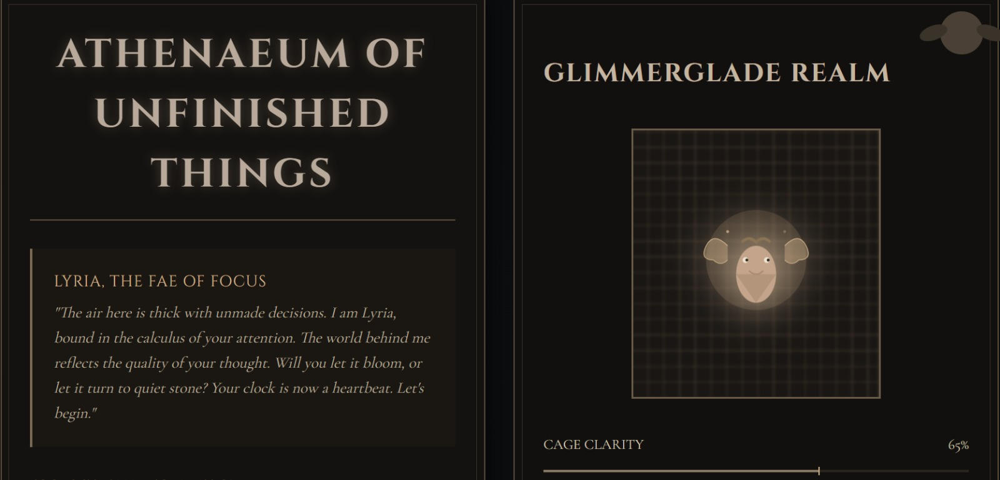 ATHENAEUM OF
UNFINISHED
THINGS
LYRIA, THE FAE OF FOCUS
"The air here is thick with unmade decisions. I am Lyria,
bound in the calculus of your attention. The world behind me
reflects the quality of your thought. Will you let it bloom, or
let it turn to quiet stone? Your clock is now a heartbeat. Let's
begin."
GLIMMERGLADE REALM
CAGE CLARITY
65%